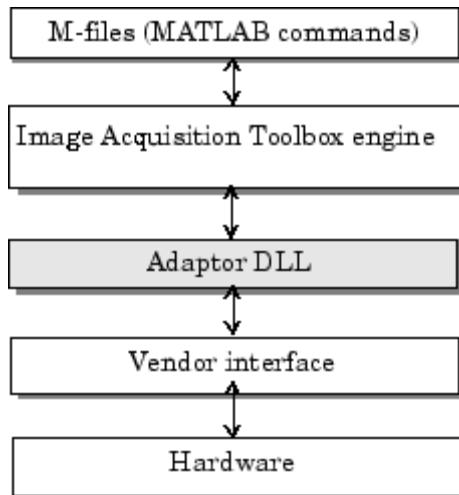 M-files (MATLAB commands)
Image Acquisition Toolbox engine
Adaptor DLL
Vendor interface
Hardware